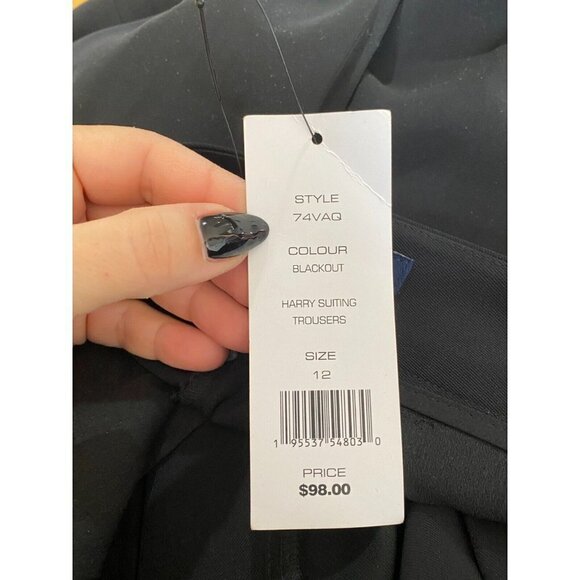 STYLE
74VAQ
COLOUR
BLACKOUT
HARRY SUITING
TROUSERS
SIZE
12
1 95537 54803 0
PRICE
$98.00